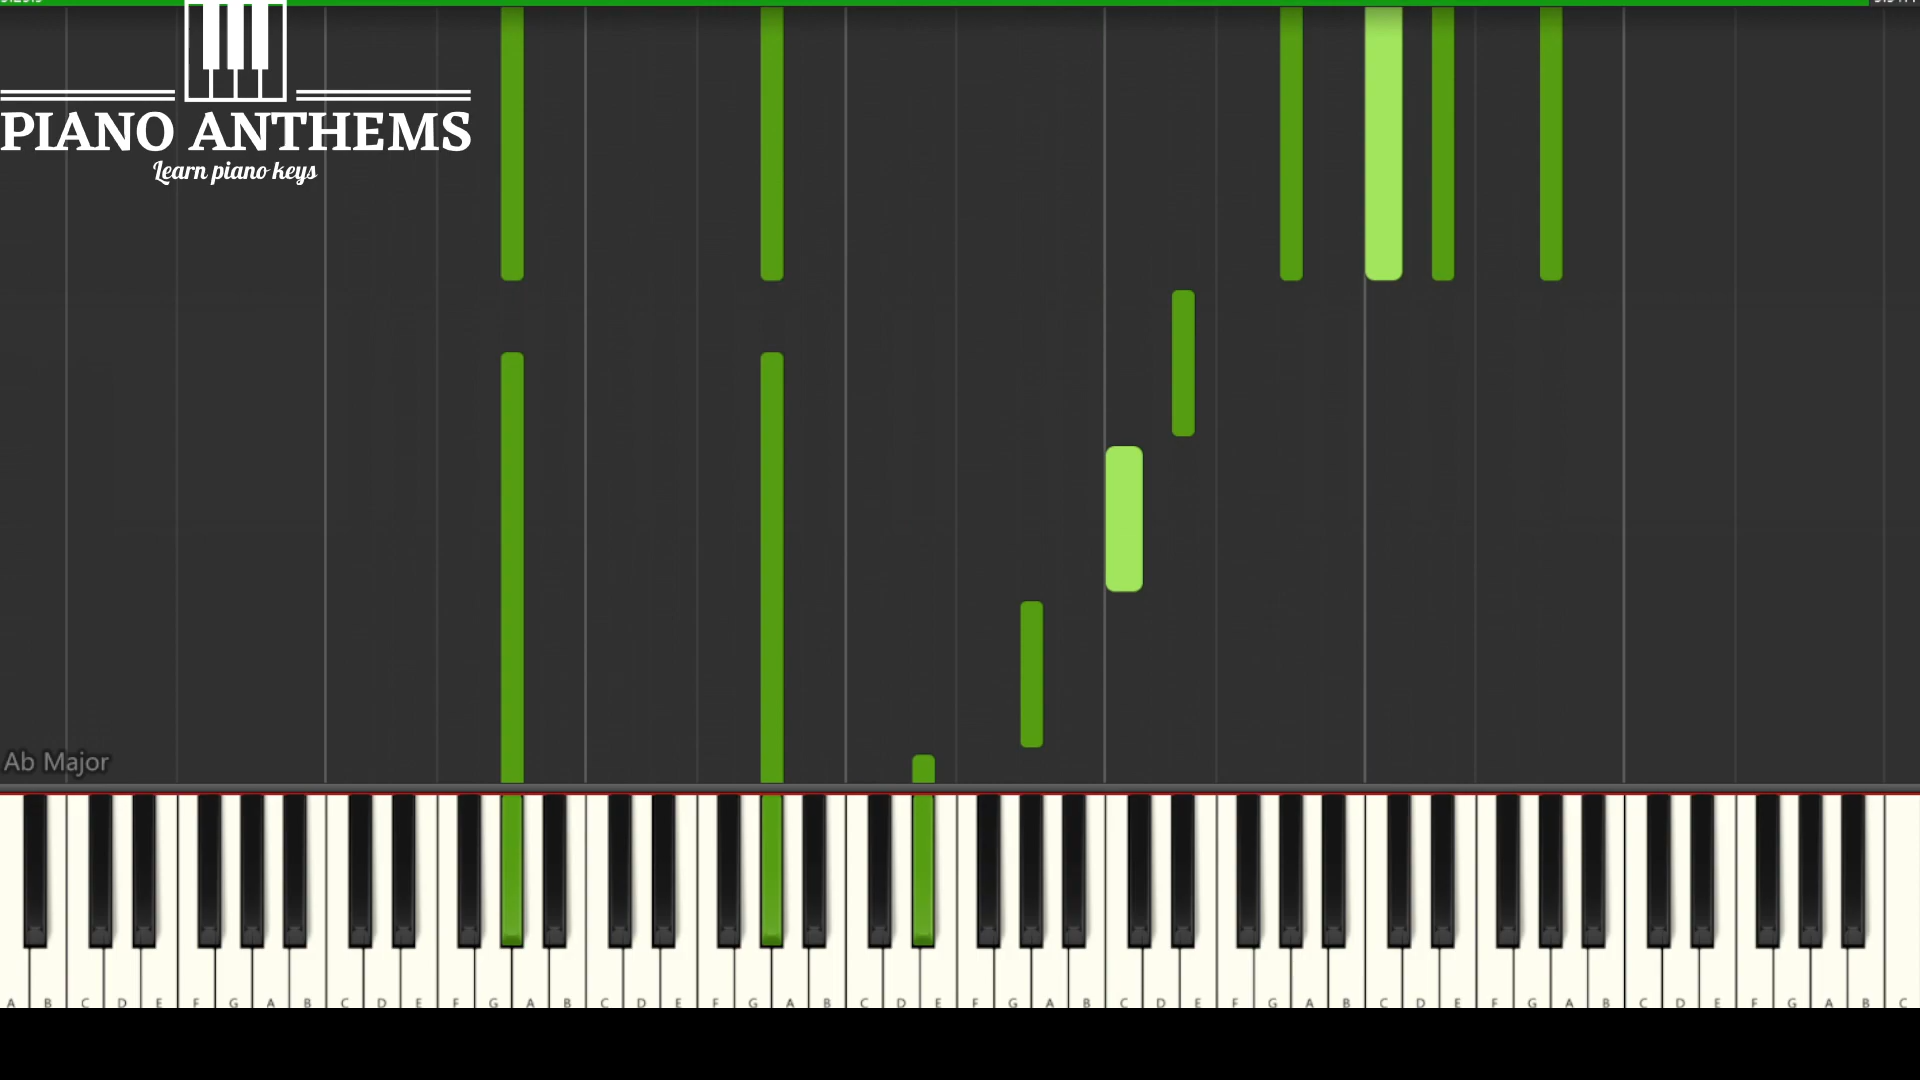 PIANO ANTHEMS
Learn piano keys
Ab Major
A B C D E F G A B C D E F G A B C D E F G A B C D E F G A B C D E F G A B C D E F G A B C D E F G A B C